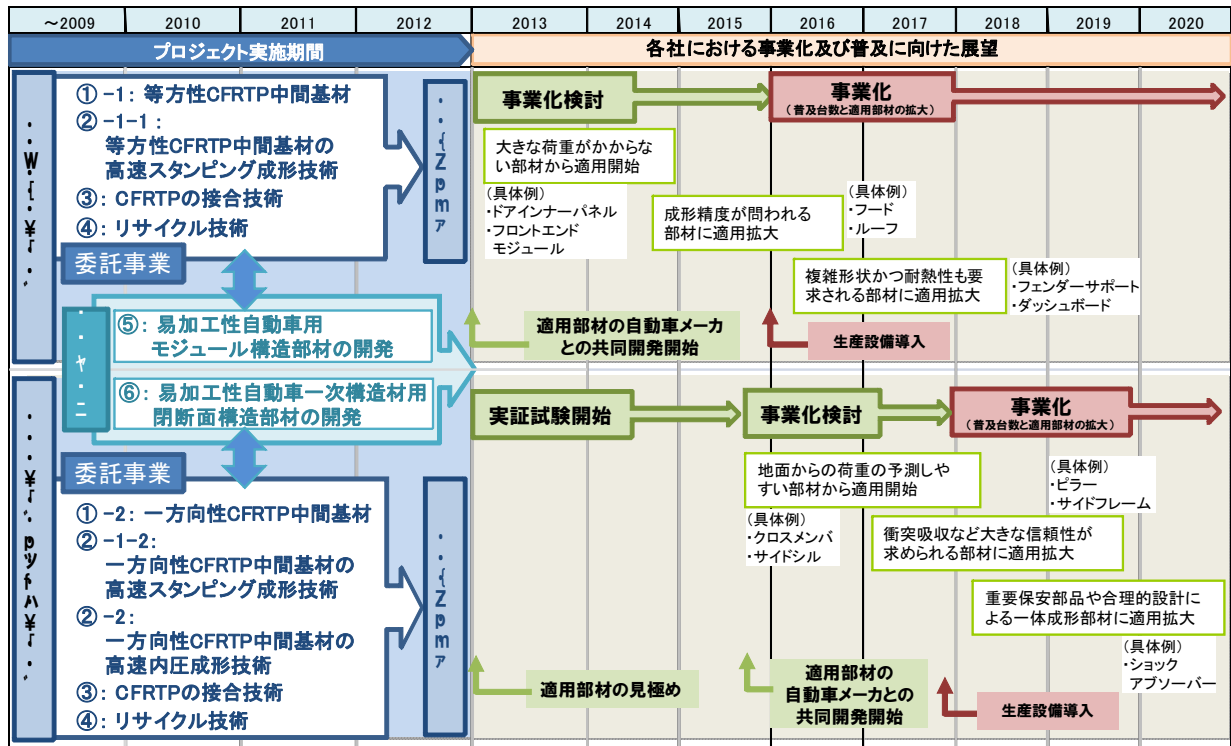 ～2009 2010 2011 2012 2013 2014 2015 2016 2017 2018 2019 2020
プロジェクト実施期間
各社における事業化及び普及に向けた展望
①-1：等方性CFRTP中間基材
②-1-1：
等方性CFRTP中間基材の
高速スタンピング成形技術
③：CFRTPの接合技術
④：リサイクル技術
委託事業
事業化検討
事業化
（普及台数と適用部材の拡大）
大きな荷重がかからな
い部材から適用開始
（具体例）
・ドアインナーパネル
・フロントエンド
モジュール
成形精度が問われる
部材に適用拡大
（具体例）
・フード
・ルーフ
複雑形状かつ耐熱性も要
求される部材に適用拡大
（具体例）
・フェンダーサポート
・ダッシュボード
⑤：易加工性自動車用
モジュール構造部材の開発
適用部材の自動車メーカ
との共同開発開始
生産設備導入
⑥：易加工性自動車一次構造材用
閉断面構造部材の開発
実証試験開始
事業化検討
事業化
（普及台数と適用部材の拡大）
委託事業
①-2：一方向性CFRTP中間基材
②-1-2：
一方向性CFRTP中間基材の
高速スタンピング成形技術
②-2：
一方向性CFRTP中間基材の
高速内圧成形技術
③：CFRTPの接合技術
④：リサイクル技術
地面からの荷重の予測しや
すい部材から適用開始
（具体例）
・クロスメンバ
・サイドシル
（具体例）
・ピラー
・サイドフレーム
衝突吸収など大きな信頼性が
求められる部材に適用拡大
重要保安部品や合理的設計に
よる一体成形部材に適用拡大
（具体例）
・ショック
アブソーバー
適用部材の見極め
適用部材の
自動車メーカとの
共同開発開始
生産設備導入